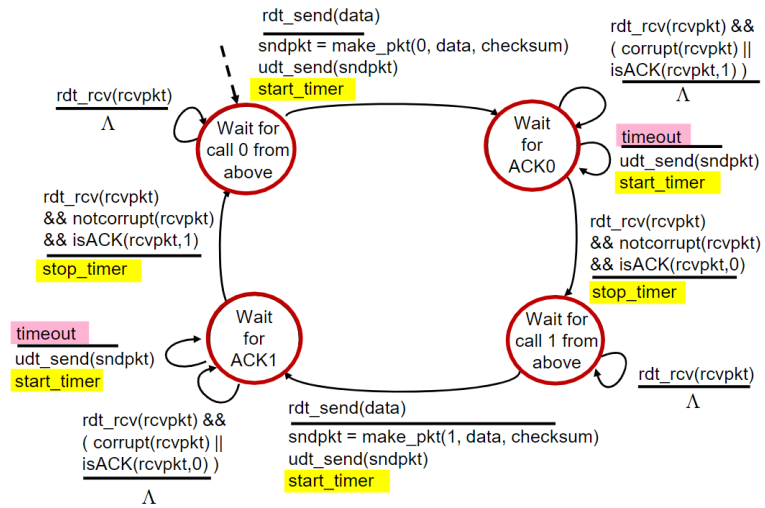 rdt_send(data)
sndpkt = make_pkt(0, data, checksum)
udt_send(sndpkt)
start_timer
rdt_rcv(rcvpkt) &&
( corrupt(rcvpkt) ||
isACK(rcvpkt,1) )
Λ
rdt_rcv(rcvpkt)
Λ
Wait for
call 0 from
above
Wait
for
ACK0
timeout
udt_send(sndpkt)
start_timer
rdt_rcv(rcvpkt)
&& notcorrupt(rcvpkt)
&& isACK(rcvpkt,1)
stop_timer
rdt_rcv(rcvpkt)
&& notcorrupt(rcvpkt)
&& isACK(rcvpkt,0)
stop_timer
timeout
udt_send(sndpkt)
start_timer
Wait
for
ACK1
Wait for
call 1 from
above
rdt_rcv(rcvpkt)
Λ
rdt_rcv(rcvpkt) &&
( corrupt(rcvpkt) ||
isACK(rcvpkt,0) )
Λ
rdt_send(data)
sndpkt = make_pkt(1, data, checksum)
udt_send(sndpkt)
start_timer